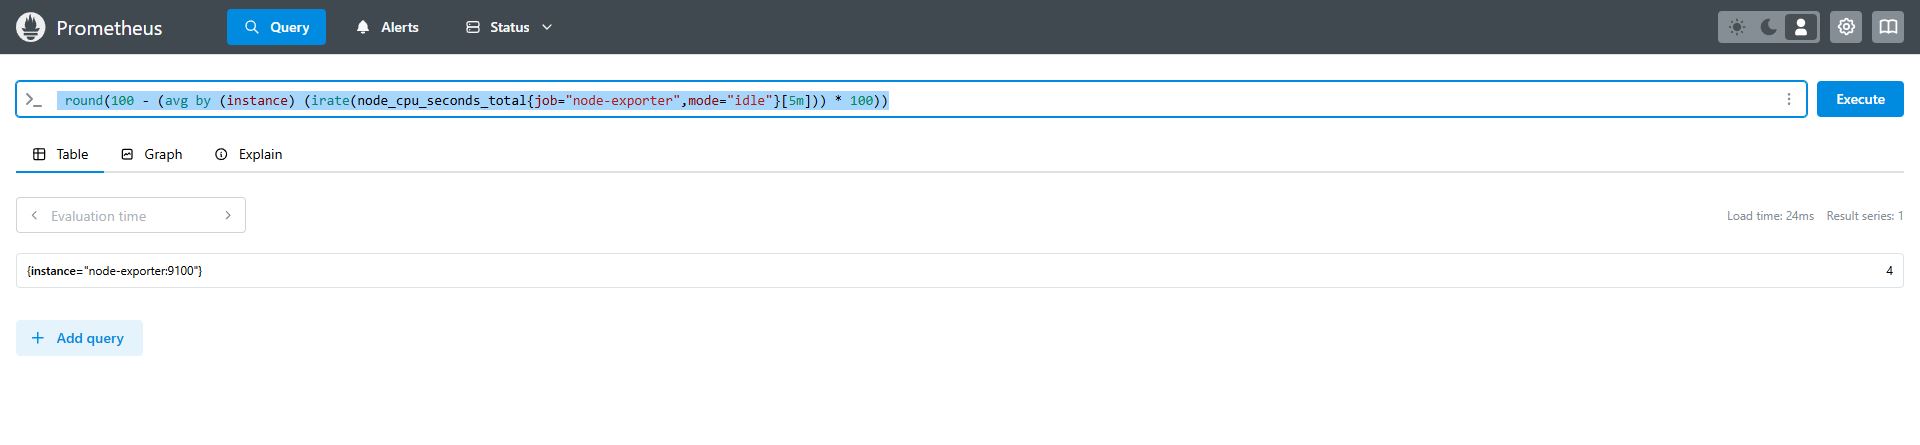 Prometheus Query Alerts Status
round(100 - (avg by (instance) (irate(node_cpu_seconds_total{job="node-exporter",mode="idle"}[5m])) * 100)) Execute
Table Graph Explain
Evaluation time Load time: 24ms Result series: 1
{instance="node-exporter:9100"} 4
Add query